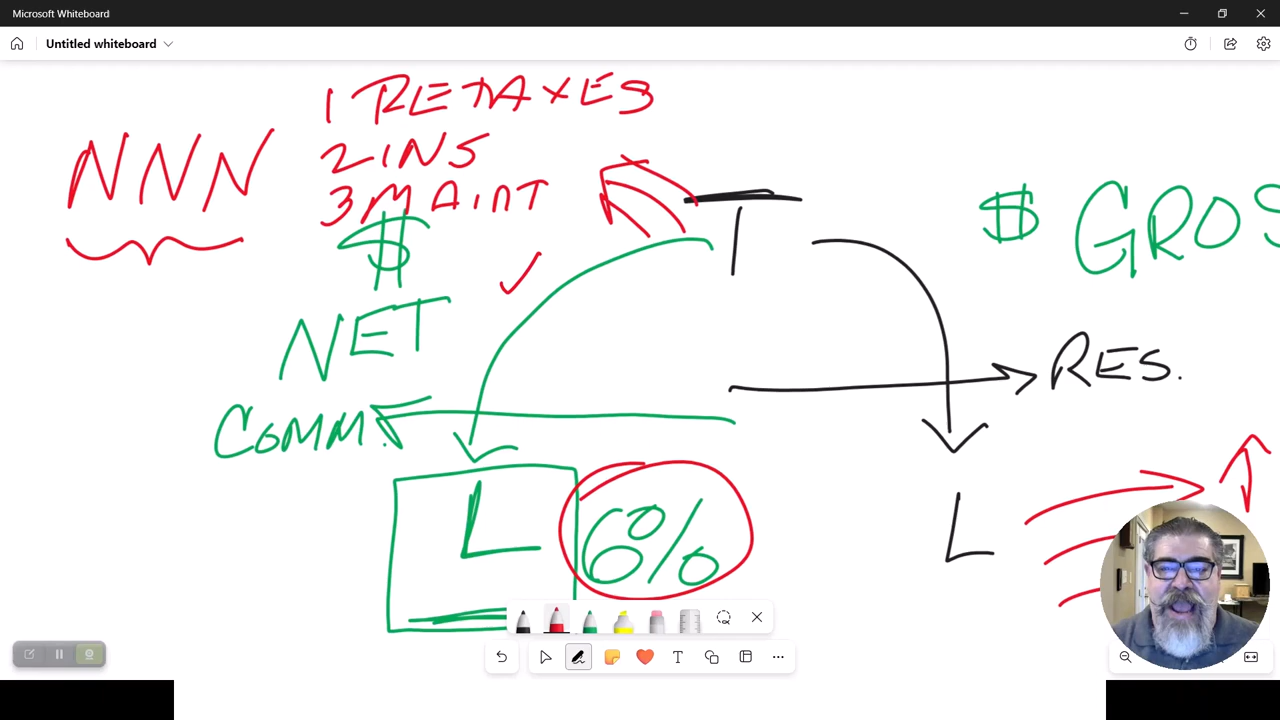 Microsoft Whiteboard
Untitled whiteboard
1 RE TAXES
NNN
2 INS
3 MAINT
$
T
$ GROS
NET
RES.
COMM.
L
6%
L
T